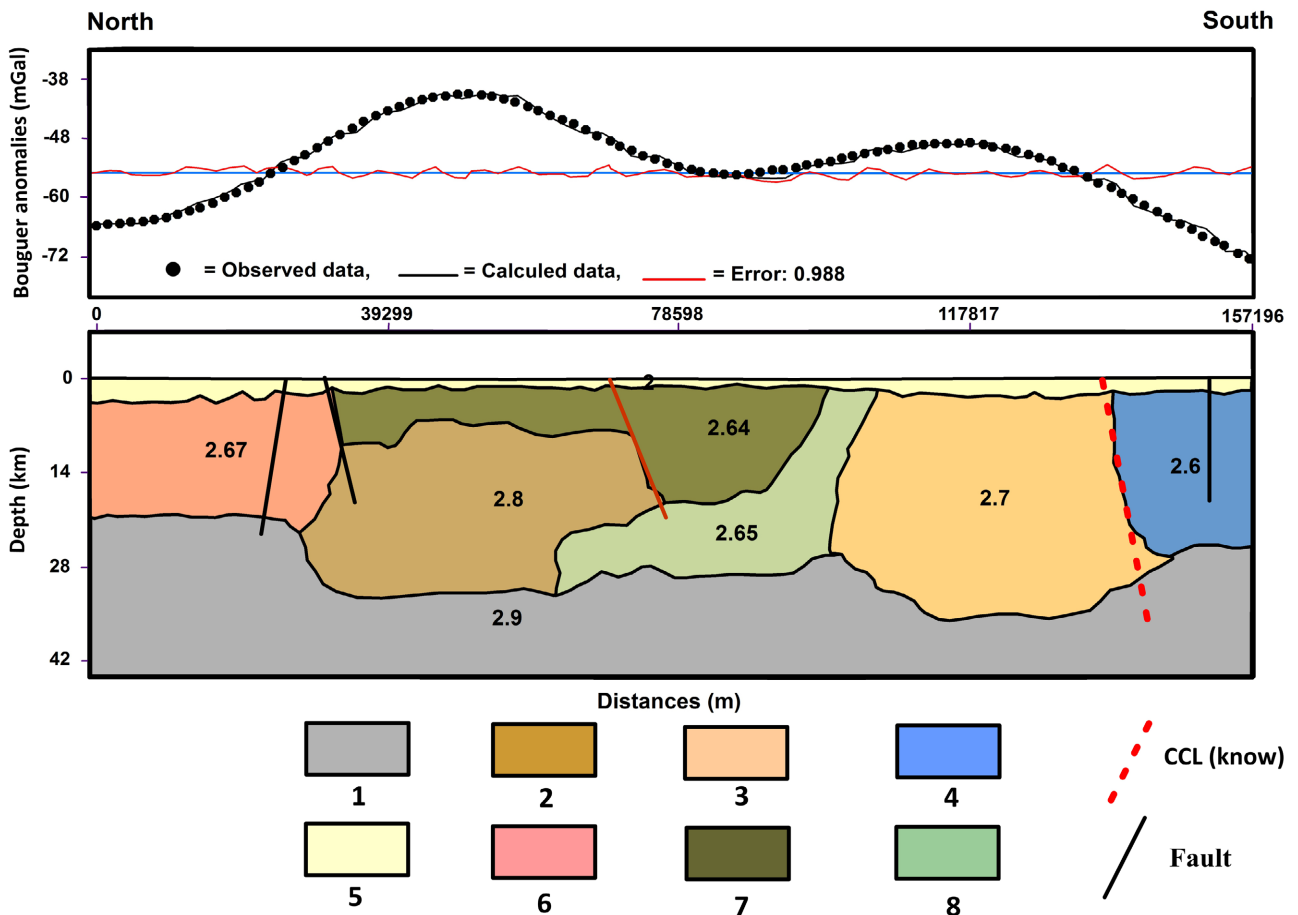 North South
Bouguer anomalies (mGal)
-38
-48
-60
-72
= Observed data, = Calculed data, = Error: 0.988
0 39299 78598 117817 157196
Depth (km)
0
14
28
42
2
2.67
2.64
2.8
2.7
2.6
2.65
2.9
Distances (m)
1 2 3 4
CCL (know)
5 6 7 8
Fault